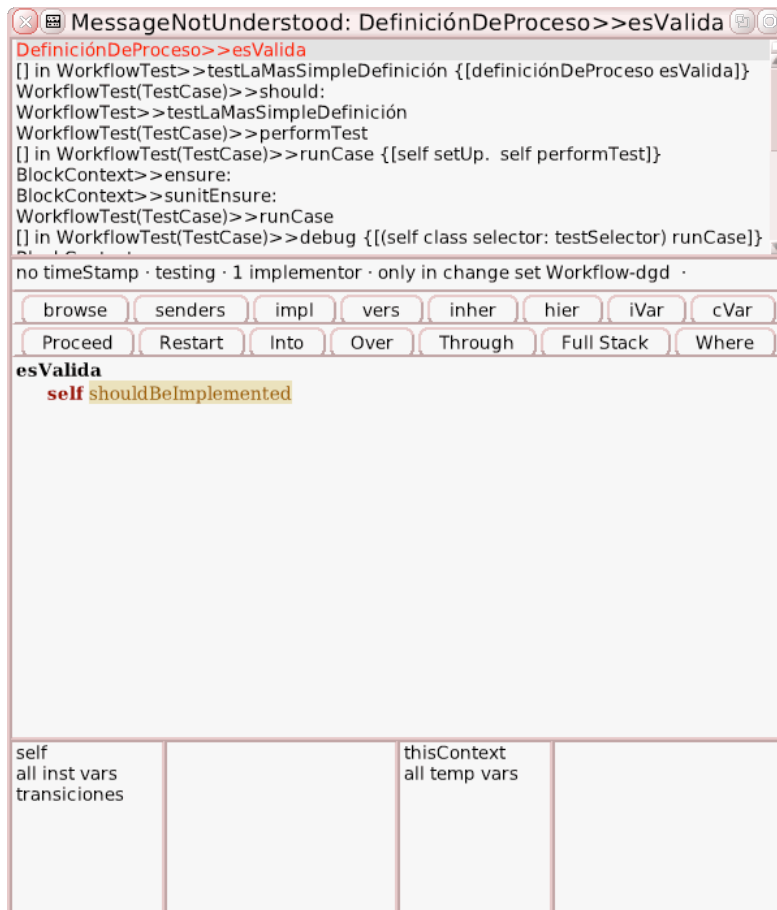 MessageNotUnderstood: DefiniciónDeProceso>>esValida
DefiniciónDeProceso>>esValida
[] in WorkflowTest>>testLaMasSimpleDefinición {[definiciónDeProceso esValida]}
WorkflowTest(TestCase)>>should:
WorkflowTest>>testLaMasSimpleDefinición
WorkflowTest(TestCase)>>performTest
[] in WorkflowTest(TestCase)>>runCase {[self setUp.  self performTest]}
BlockContext>>ensure:
BlockContext>>sunitEnsure:
WorkflowTest(TestCase)>>runCase
[] in WorkflowTest(TestCase)>>debug {[(self class selector: testSelector) runCase]}
no timeStamp · testing · 1 implementor · only in change set Workflow-dgd ·
browse senders impl vers inher hier iVar cVar
Proceed Restart Into Over Through Full Stack Where
esValida
self shouldBeImplemented
self thisContext
all inst vars all temp vars
transiciones